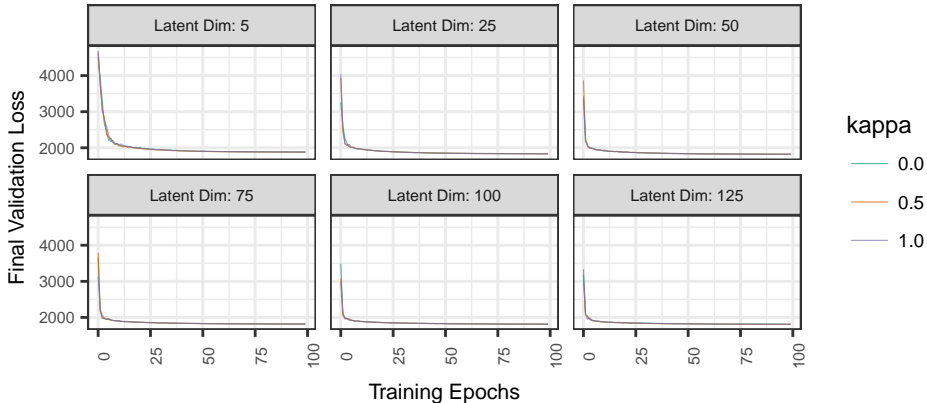 Latent Dim: 5
Latent Dim: 25
Latent Dim: 50
4000
3000
2000
Latent Dim: 75
Latent Dim: 100
Latent Dim: 125
4000
3000
2000
0 25 50 75 100
0 25 50 75 100
0 25 50 75 100
Training Epochs
Final Validation Loss
kappa
0.0
0.5
1.0